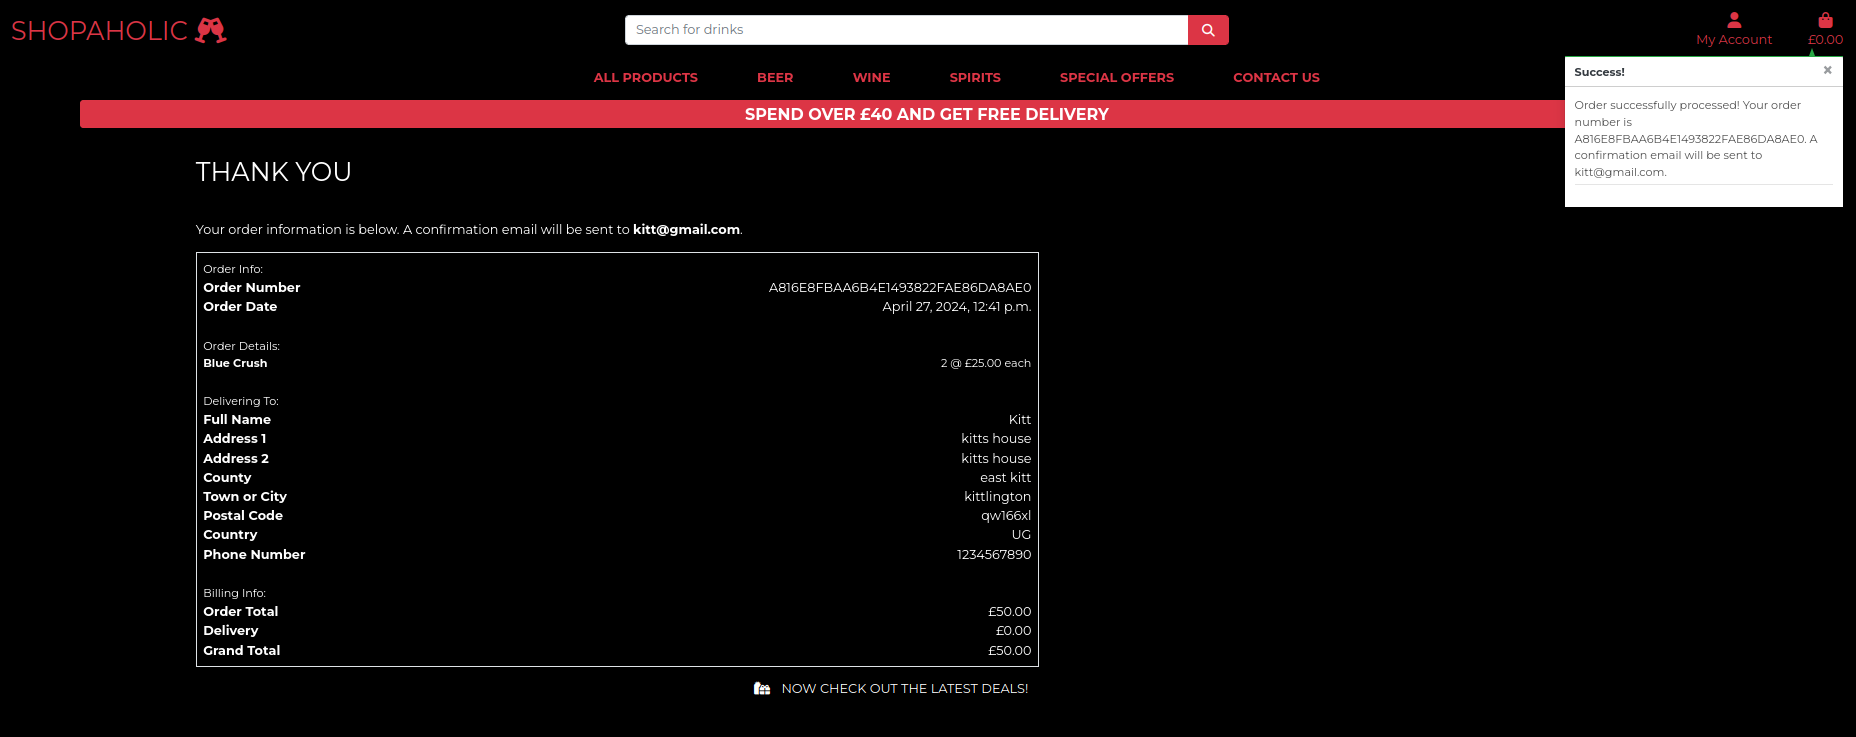 SHOPAHOLIC
Search for drinks
My Account
£0.00
ALL PRODUCTS BEER WINE SPIRITS SPECIAL OFFERS CONTACT US
SPEND OVER £40 AND GET FREE DELIVERY
Success! ×
Order successfully processed! Your order
number is
A816E8FBAA6B4E1493822FAE86DA8AE0. A
confirmation email will be sent to
kitt@gmail.com.
THANK YOU
Your order information is below. A confirmation email will be sent to kitt@gmail.com.
Order Info:
Order Number A816E8FBAA6B4E1493822FAE86DA8AE0
Order Date April 27, 2024, 12:41 p.m.
Order Details:
Blue Crush 2 @ £25.00 each
Delivering To:
Full Name Kitt
Address 1 kitts house
Address 2 kitts house
County east kitt
Town or City kittlington
Postal Code qw166xl
Country UG
Phone Number 1234567890
Billing Info:
Order Total £50.00
Delivery £0.00
Grand Total £50.00
NOW CHECK OUT THE LATEST DEALS!